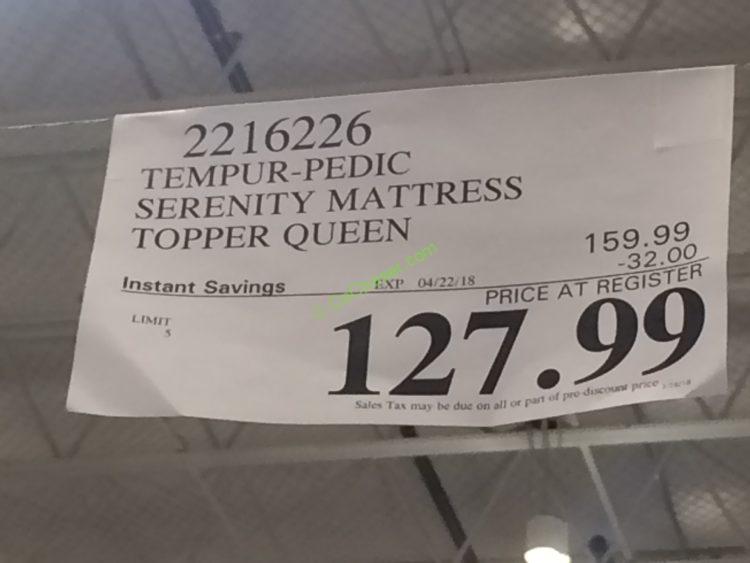 2216226
TEMPUR-PEDIC
SERENITY MATTRESS
TOPPER QUEEN
159.99
-32.00
Instant Savings EXP 04/22/18
PRICE AT REGISTER
LIMIT
5
127.99
Sales Tax may be due on all or part of pre-discount price